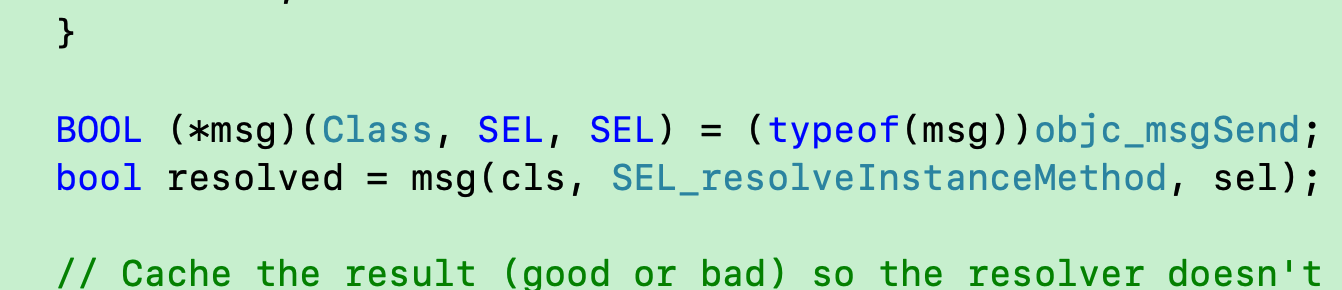 }
BOOL (*msg)(Class, SEL, SEL) = (typeof(msg))objc_msgSend;
bool resolved = msg(cls, SEL_resolveInstanceMethod, sel);
// Cache the result (good or bad) so the resolver doesn't